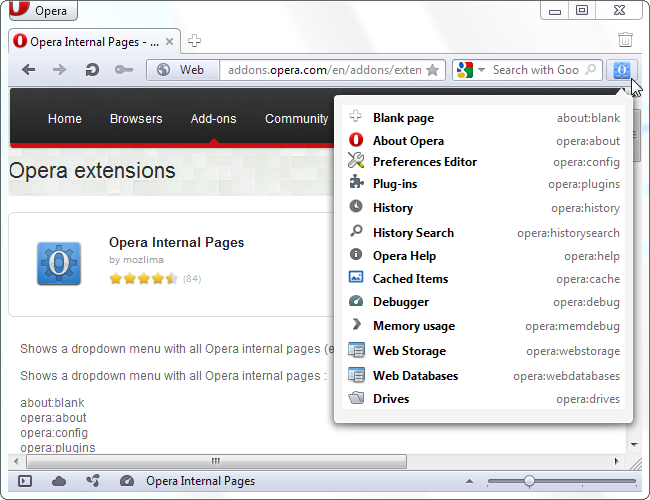 Opera
Opera Internal Pages - ...
Web
addons.opera.com/en/addons/exten
Search with Goo
Home
Browsers
Add-ons
Community
Opera extensions
Opera Internal Pages
by mozlima
(84)
Shows a dropdown menu with all Opera internal pages (e
Shows a dropdown menu with all Opera internal pages :
about:blank
opera:about
opera:config
opera:plugins
Blank page about:blank
About Opera opera:about
Preferences Editor opera:config
Plug-ins opera:plugins
History opera:history
History Search opera:historysearch
Opera Help opera:help
Cached Items opera:cache
Debugger opera:debug
Memory usage opera:memdebug
Web Storage opera:webstorage
Web Databases opera:webdatabases
Drives opera:drives
Opera Internal Pages